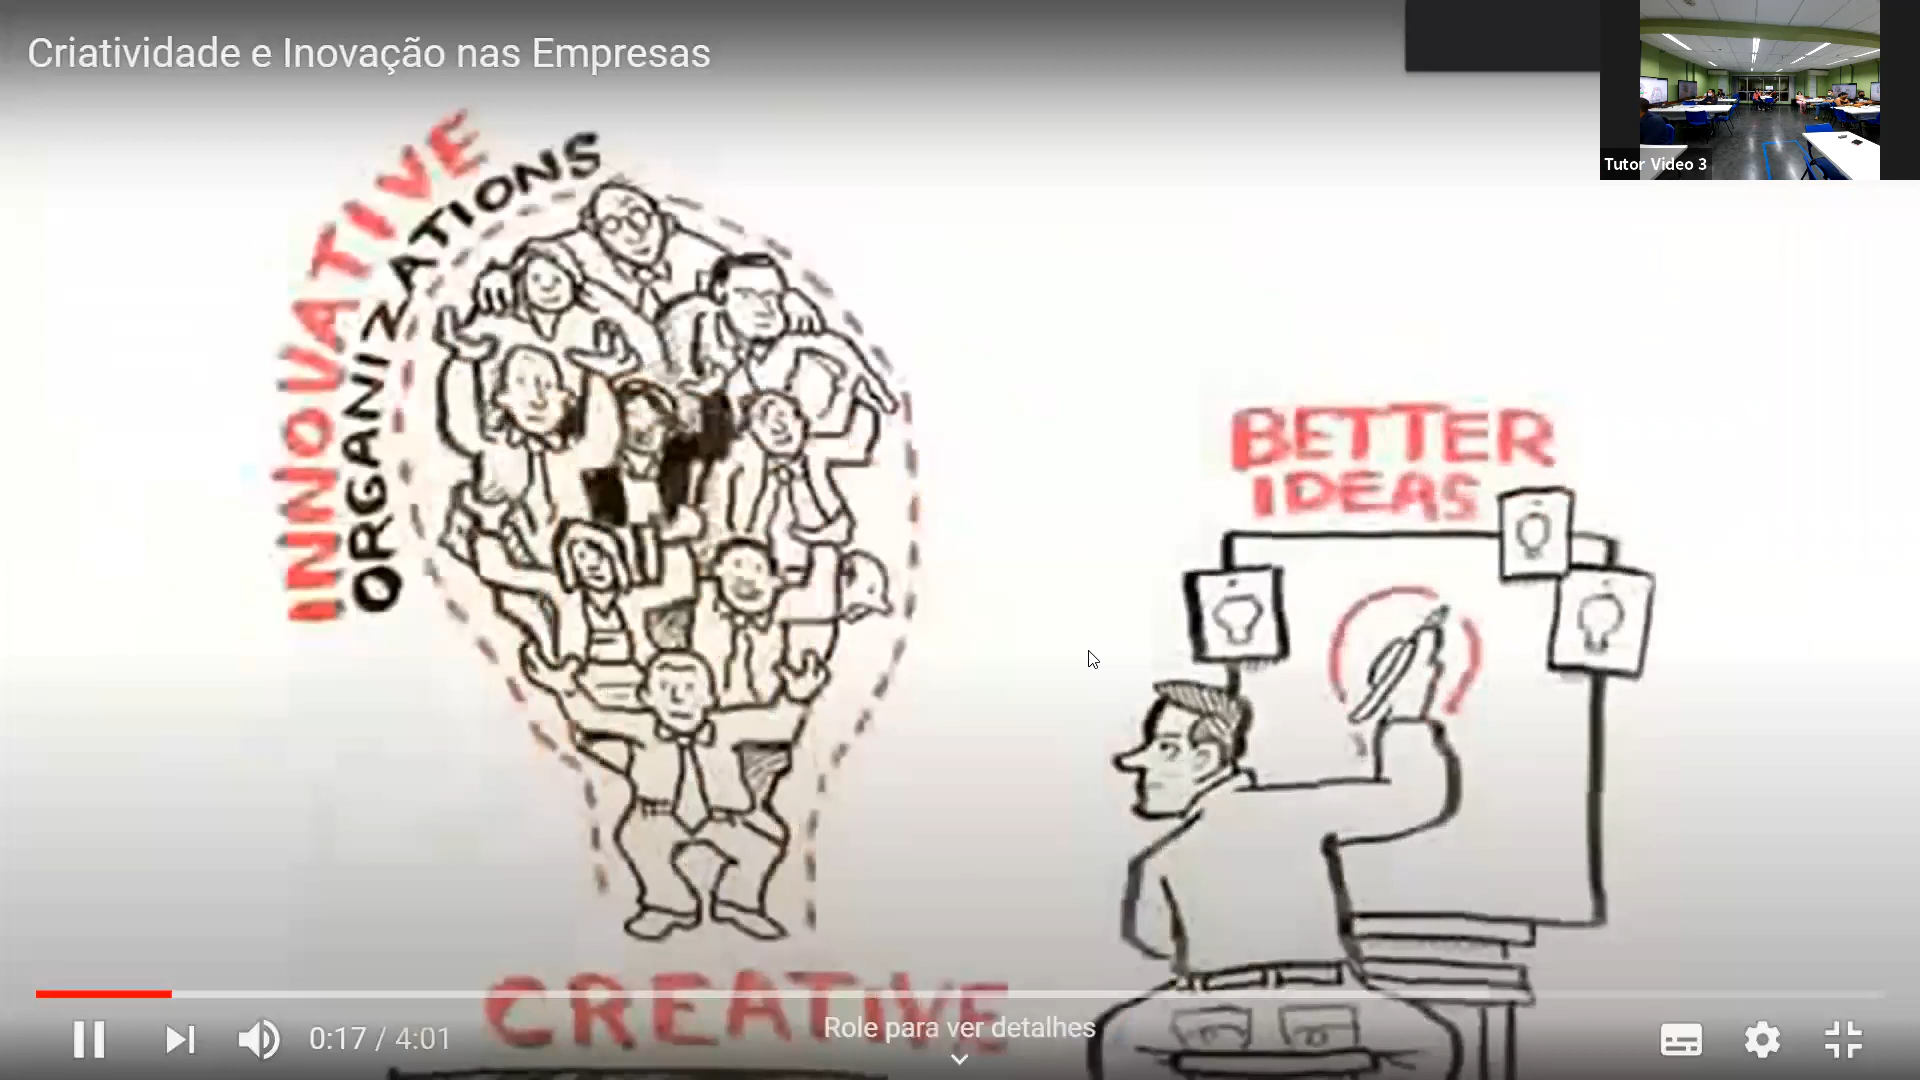 Criatividade e Inovação nas Empresas
Tutor Video 3
INNOVATIVE
ORGANIZATIONS
BETTER
IDEAS
CREATIVE
Role para ver detalhes
0:17 / 4:01